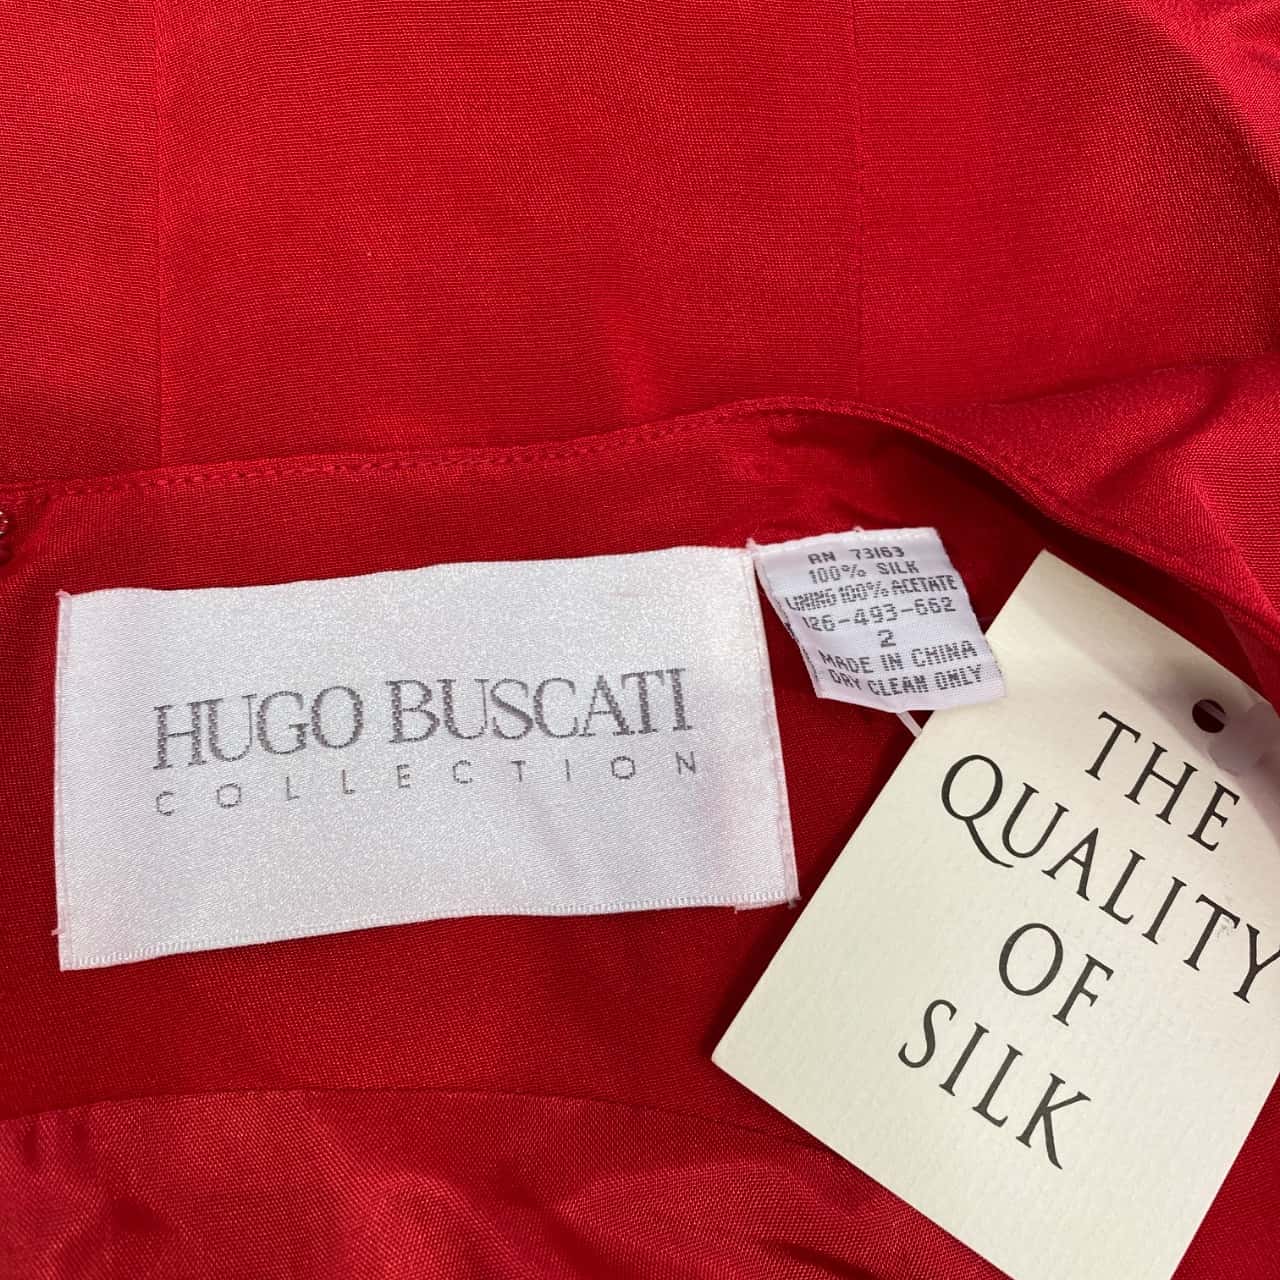 HUGO BUSCATI
COLLECTION
RN 73163
100% SILK
LINING 100% ACETATE
126-493-662
2
MADE IN CHINA
DRY CLEAN ONLY
THE
QUALITY
OF
SILK